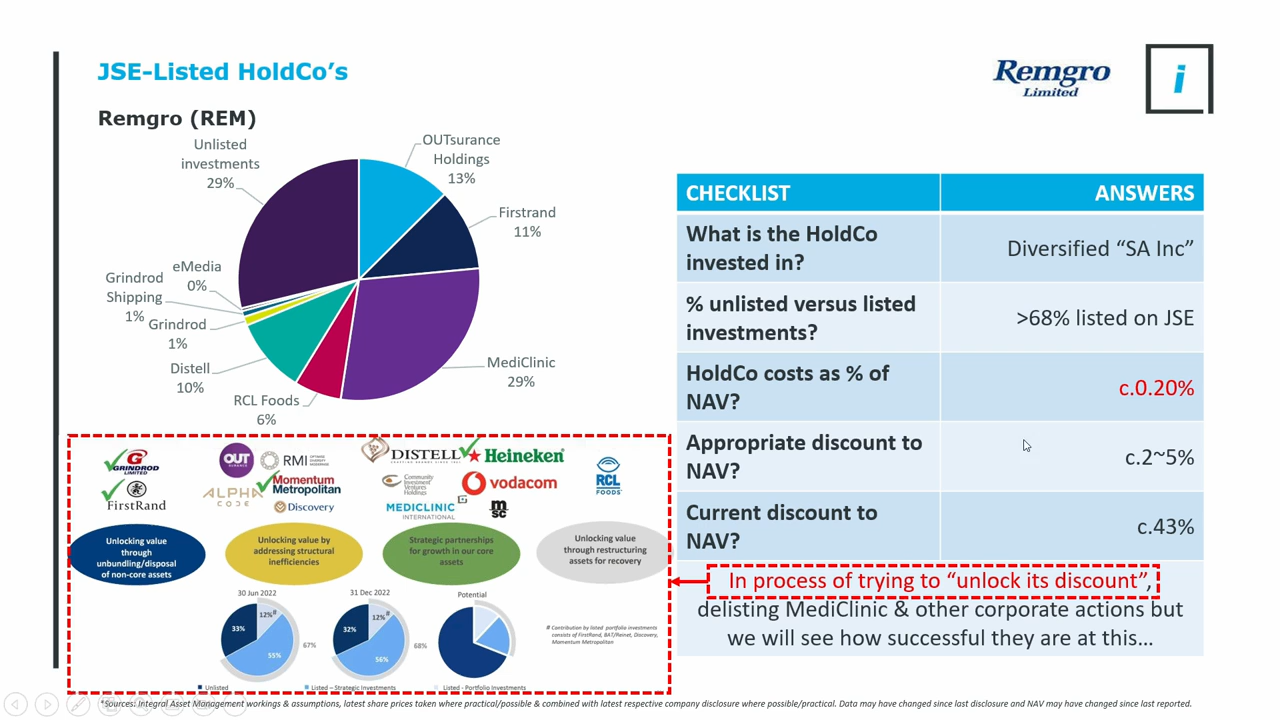 JSE-Listed HoldCo’s
Remgro
Limited
i
Remgro (REM)
Unlisted
investments
29%
OUTsurance
Holdings
13%
Firstrand
11%
eMedia
0%
Grindrod
Shipping
1%
Grindrod
1%
Distell
10%
RCL Foods
6%
MediClinic
29%
CHECKLIST ANSWERS
What is the HoldCo
invested in?
Diversified “SA Inc”
% unlisted versus listed
investments?
>68% listed on JSE
HoldCo costs as % of
NAV?
c.0.20%
Appropriate discount to
NAV?
c.2~5%
Current discount to
NAV?
c.43%
In process of trying to “unlock its discount”,
delisting MediClinic & other corporate actions but
we will see how successful they are at this…
GRINDROD
LIMITED
FirstRand
OUT
SURANCE
RMI
ALPHA
CODE
Momentum
Metropolitan
Discovery
DISTELL
Heineken
Community
Investment
Ventures
Holdings
vodacom
MEDICLINIC
INTERNATIONAL
msc
RCL
FOODS
Unlocking value
through
unbundling/disposal
of non-core assets
Unlocking value by
addressing structural
inefficiencies
Strategic partnerships
for growth in our core
assets
Unlocking value
through restructuring
assets for recovery
30 Jun 2022
12%#
33%
55%
67%
31 Dec 2022
12%#
32%
56%
68%
Potential
# Contribution by listed portfolio investments
consists of FirstRand, BAT/Reinet, Discovery,
Momentum Metropolitan
Unlisted
Listed – Strategic Investments
Listed - Portfolio Investments
*Sources: Integral Asset Management workings & assumptions, latest share prices taken where practical/possible & combined with latest respective company disclosure where possible/practical. Data may have changed since last disclosure and NAV may have changed since last reported.